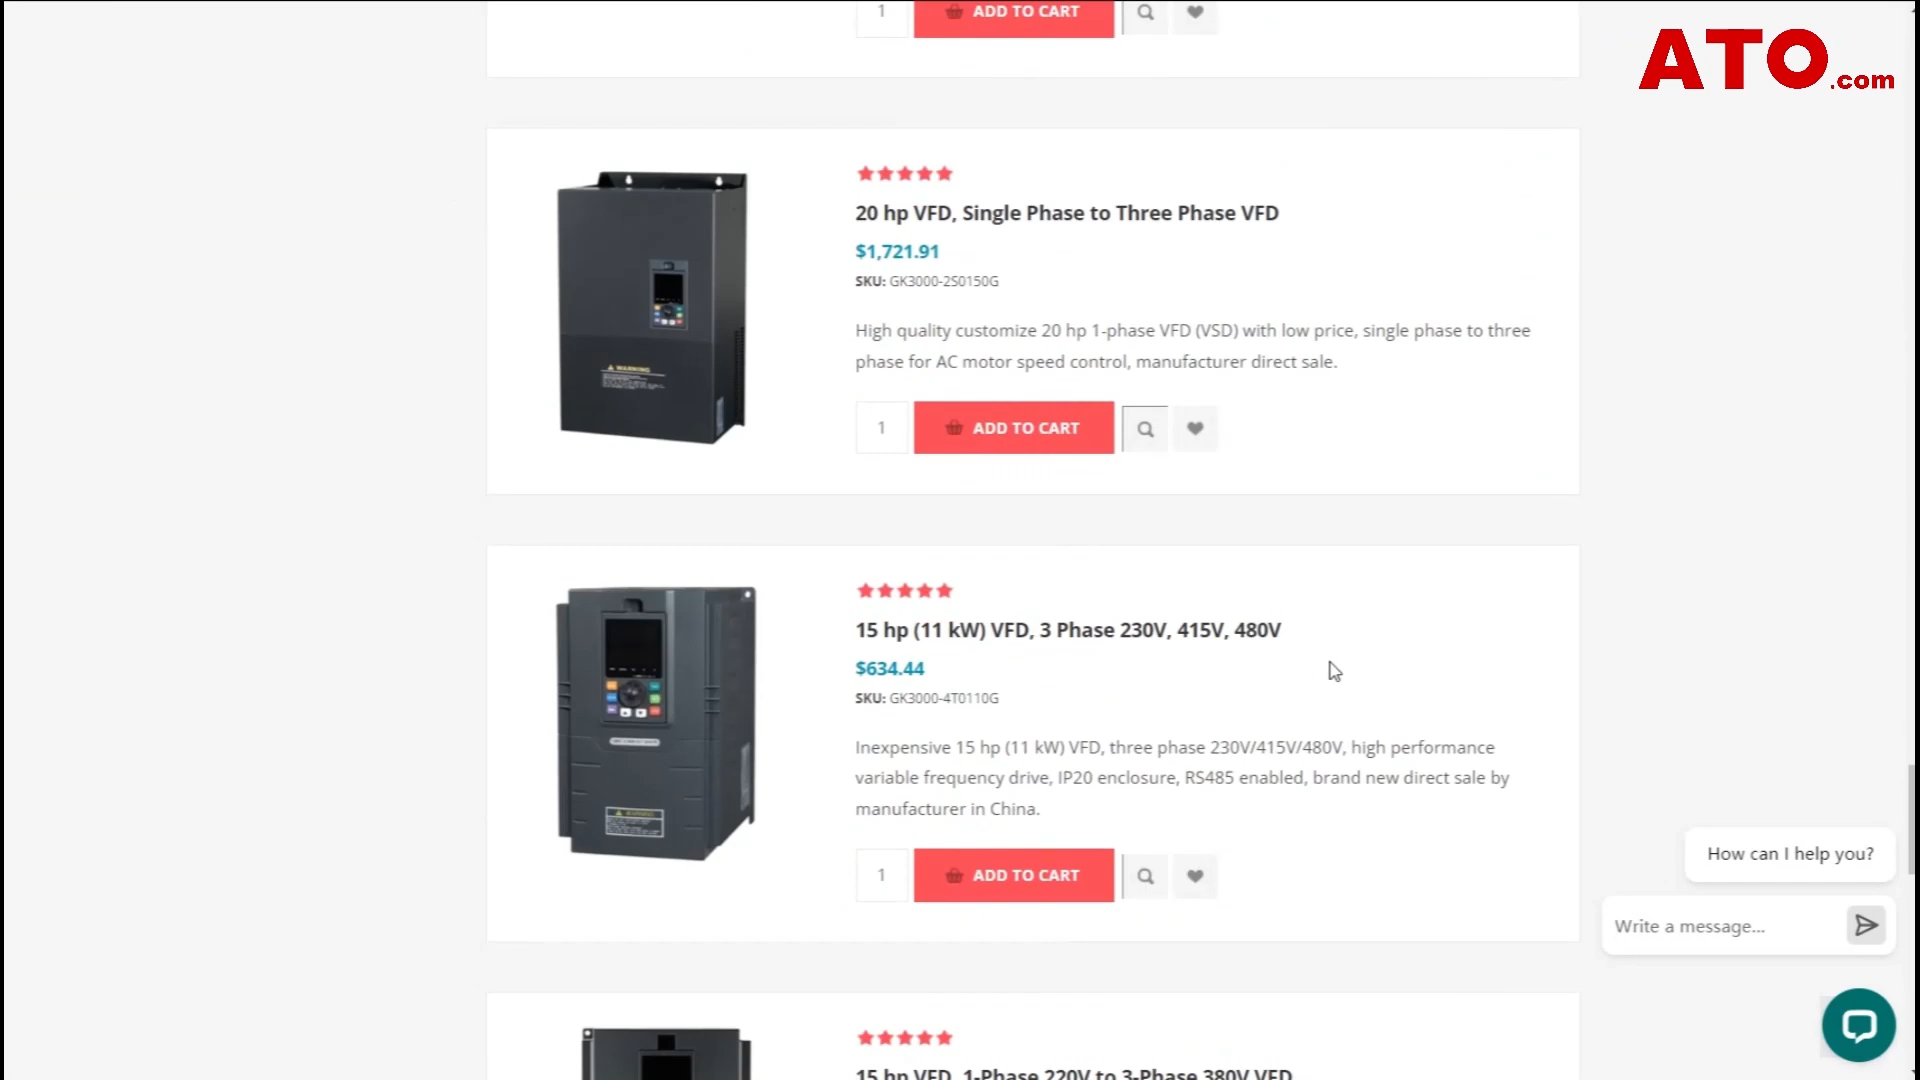 1
ADD TO CART
ATO.com
20 hp VFD, Single Phase to Three Phase VFD
$1,721.91
SKU: GK3000-2S0150G
High quality customize 20 hp 1-phase VFD (VSD) with low price, single phase to three
phase for AC motor speed control, manufacturer direct sale.
WARNING
1
ADD TO CART
15 hp (11 kW) VFD, 3 Phase 230V, 415V, 480V
$634.44
SKU: GK3000-4T0110G
Inexpensive 15 hp (11 kW) VFD, three phase 230V/415V/480V, high performance
variable frequency drive, IP20 enclosure, RS485 enabled, brand new direct sale by
manufacturer in China.
WARNING
1
ADD TO CART
How can I help you?
Write a message...
15 hp VFD, 1-Phase 220V to 3-Phase 380V VFD